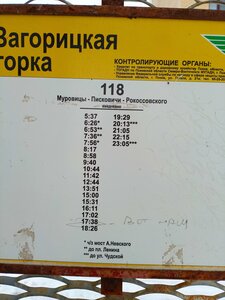 Загорицкая
горка
КОНТРОЛИРУЮЩИЕ ОРГАНЫ:
118
Муровицы - Писковичи - Рокоссовского
ежедневно
5:37 19:29
6:26* 20:13***
6:53** 21:05
7:36** 22:15
7:56* 23:05***
8:17
8:58
9:40
10:44
11:42
12:44
13:51
15:00
15:31
16:11
17:02
17:38
18:26
* ч/з мост А.Невского
** до пл. Ленина
*** до ул. Чудской